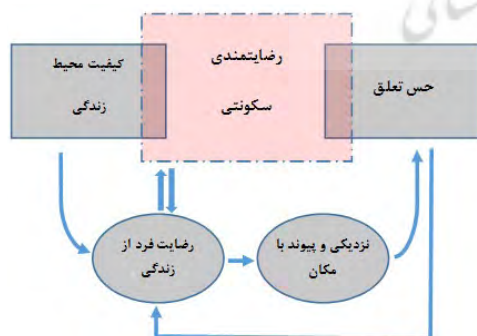 حس تعلق
رضایتمندی
سکونتی
کیفیت محیط
زندگی
رضایت فرد از
زندگی
نزدیکی و پیوند با
مکان